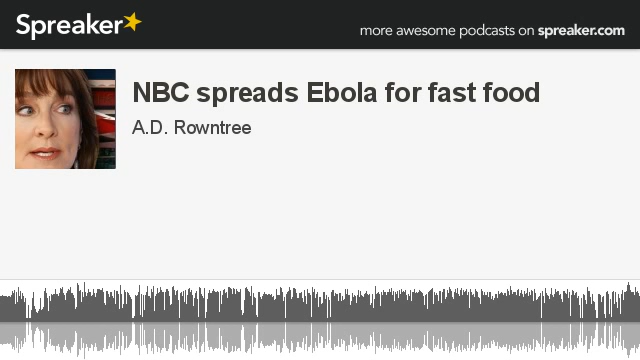 Spreaker
more awesome podcasts on spreaker.com
NBC spreads Ebola for fast food
A.D. Rowntree